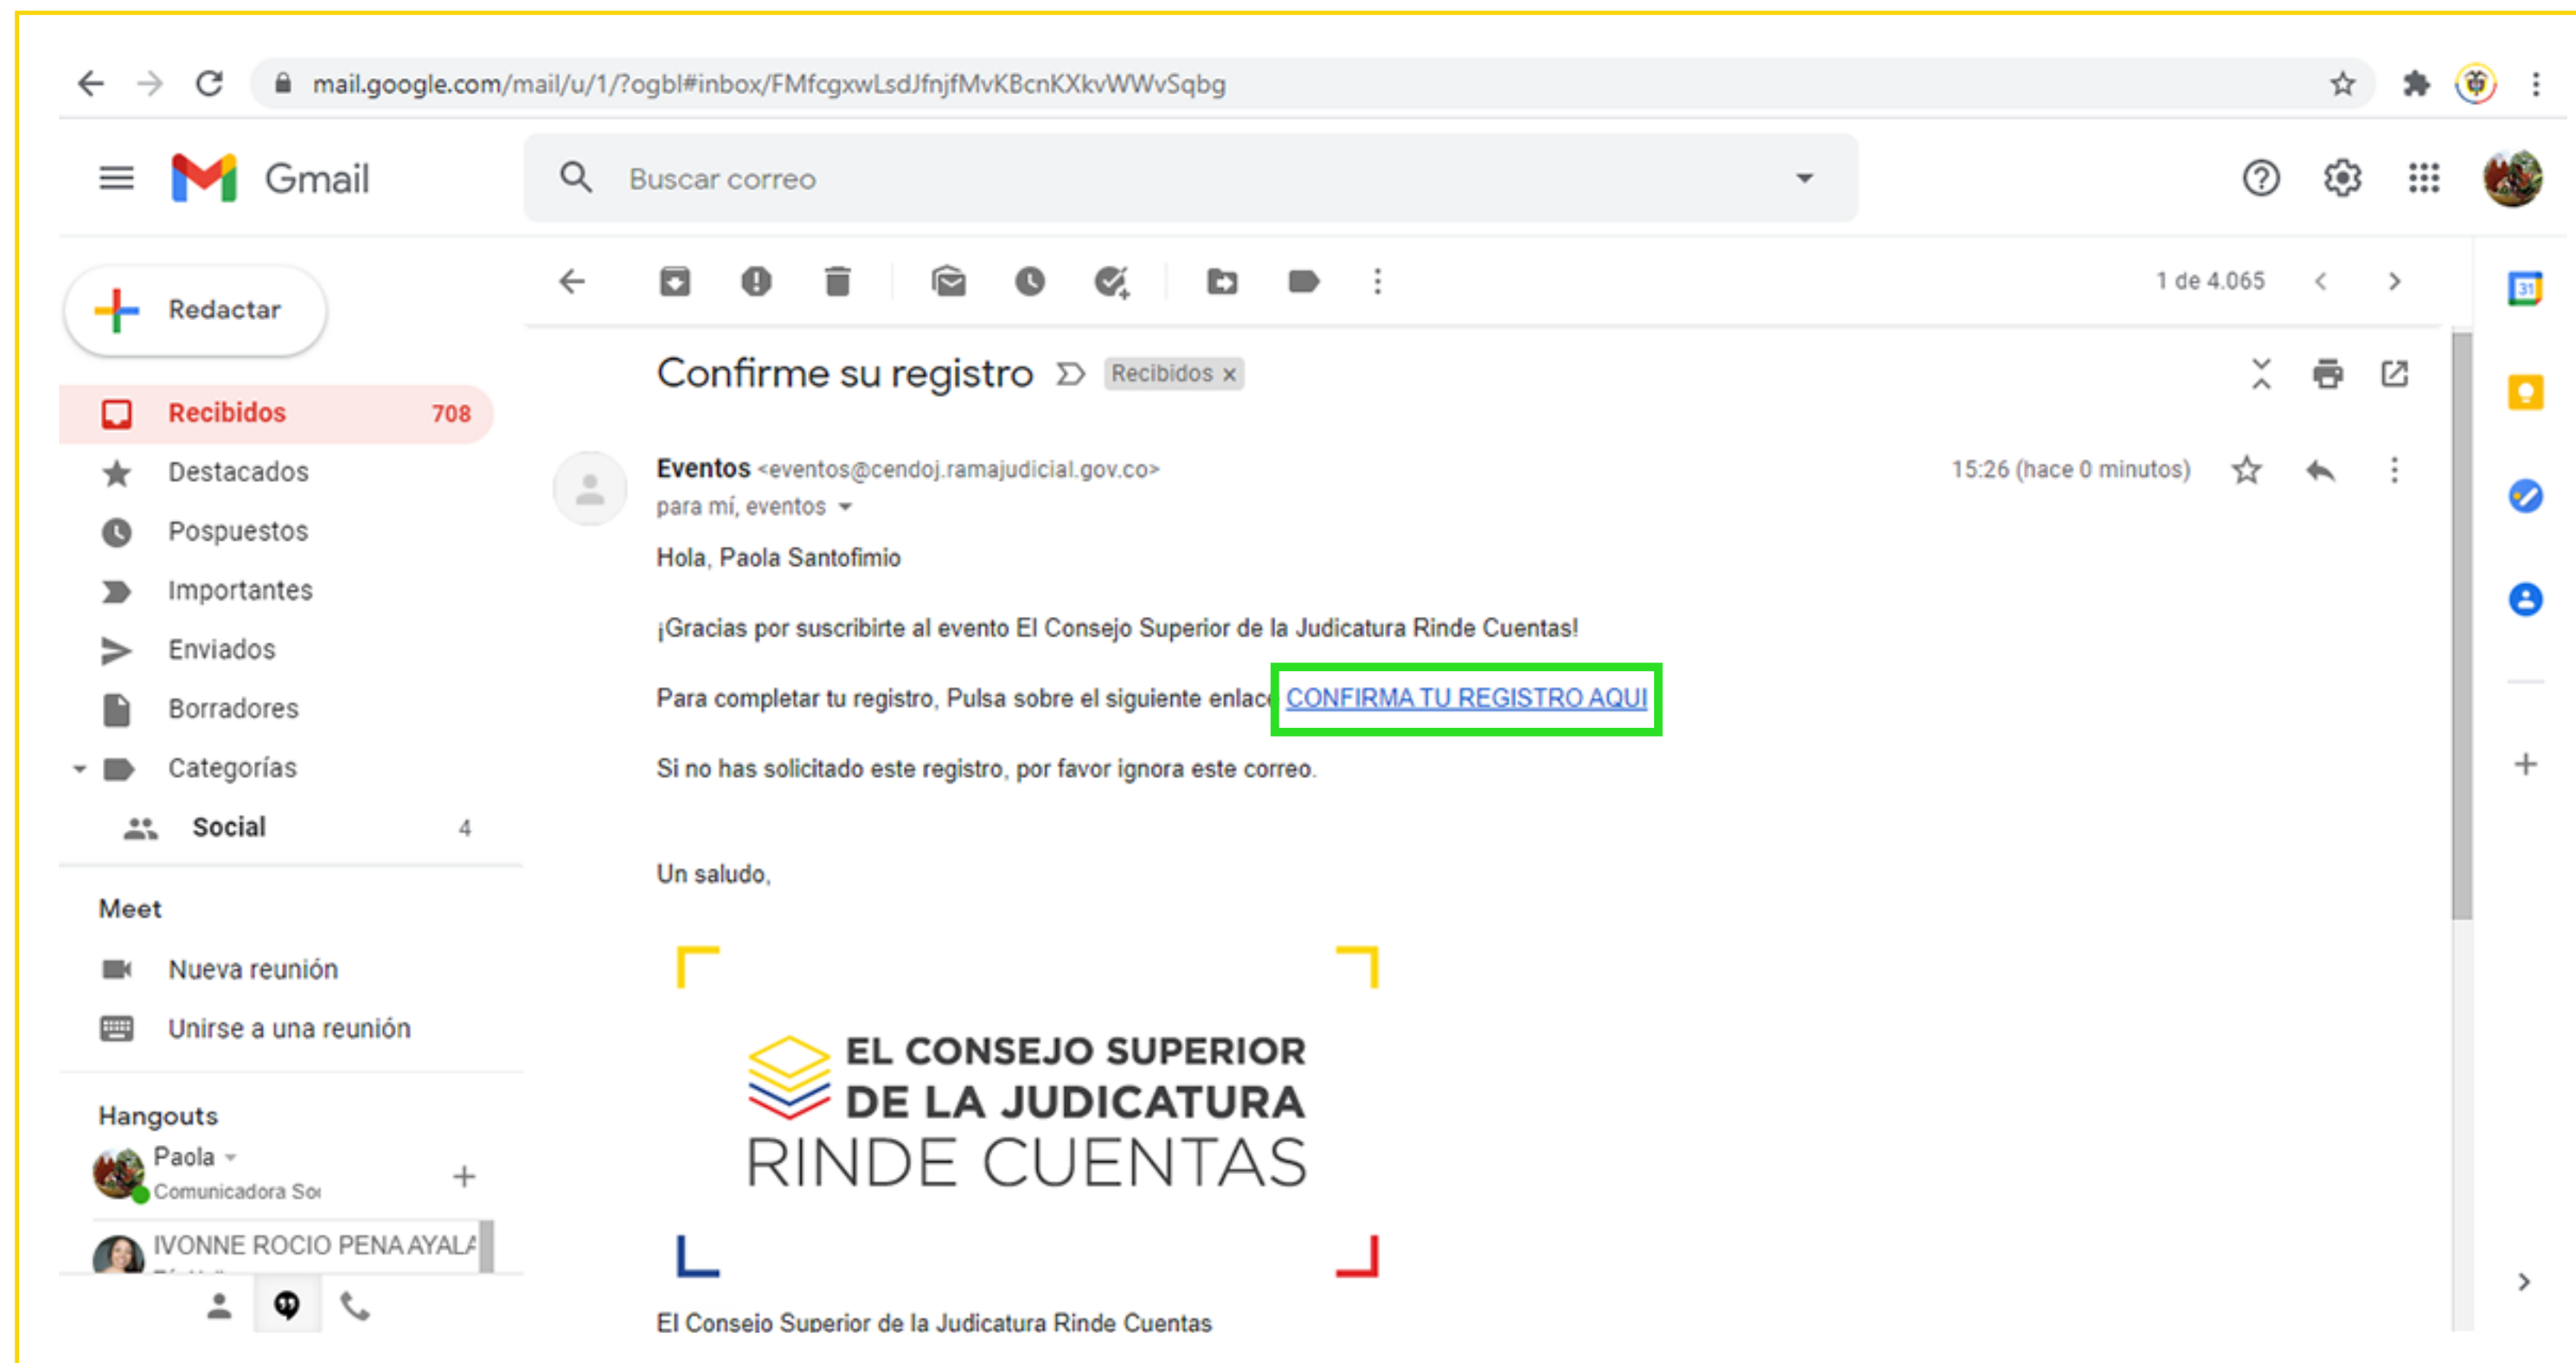 mail.google.com/mail/u/1/?ogbl#inbox/FMfcgxwLsdJfnjfMvKBcnKXkvWWvSqbg
Gmail
Buscar correo
Redactar
1 de 4.065
31
Confirme su registro Recibidos x
Recibidos 708
Destacados
Pospuestos
Importantes
Enviados
Borradores
Categorías
Social 4
Meet
Nueva reunión
Unirse a una reunión
Hangouts
Paola
Comunicadora
IVONNE ROCIO PENA AYALA
Eventos <eventos@cendoj.ramajudicial.gov.co>
15:26 (hace 0 minutos)
para mí, eventos
Hola, Paola Santofimio
¡Gracias por suscribirte al evento El Consejo Superior de la Judicatura Rinde Cuentas!
Para completar tu registro, Pulsa sobre el siguiente enlace CONFIRMA TU REGISTRO AQUI
Si no has solicitado este registro, por favor ignora este correo.
Un saludo,
EL CONSEJO SUPERIOR
DE LA JUDICATURA
RINDE CUENTAS
El Consejo Superior de la Judicatura Rinde Cuentas